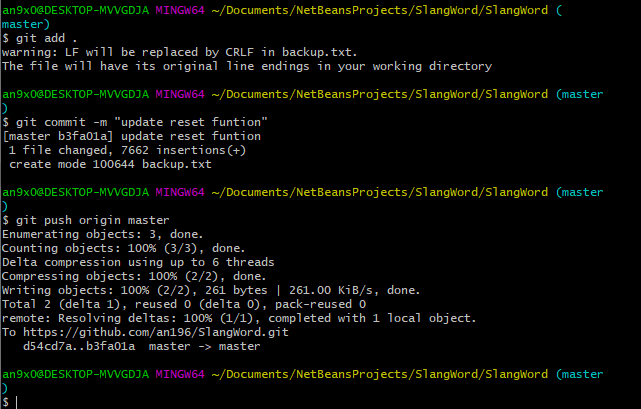 an9x0@DESKTOP-MVVGDJA MINGW64 ~/Documents/NetBeansProjects/SlangWord/SlangWord (
master)
$ git add .
warning: LF will be replaced by CRLF in backup.txt.
The file will have its original line endings in your working directory
an9x0@DESKTOP-MVVGDJA MINGW64 ~/Documents/NetBeansProjects/SlangWord/SlangWord (master
)
$ git commit -m "update reset funtion"
[master b3fa01a] update reset funtion
 1 file changed, 7662 insertions(+)
 create mode 100644 backup.txt
an9x0@DESKTOP-MVVGDJA MINGW64 ~/Documents/NetBeansProjects/SlangWord/SlangWord (master
)
$ git push origin master
Enumerating objects: 3, done.
Counting objects: 100% (3/3), done.
Delta compression using up to 6 threads
Compressing objects: 100% (2/2), done.
Writing objects: 100% (2/2), 261 bytes | 261.00 KiB/s, done.
Total 2 (delta 1), reused 0 (delta 0), pack-reused 0
remote: Resolving deltas: 100% (1/1), completed with 1 local object.
To https://github.com/an196/SlangWord.git
   d54cd7a..b3fa01a  master -> master
an9x0@DESKTOP-MVVGDJA MINGW64 ~/Documents/NetBeansProjects/SlangWord/SlangWord (master
)
$